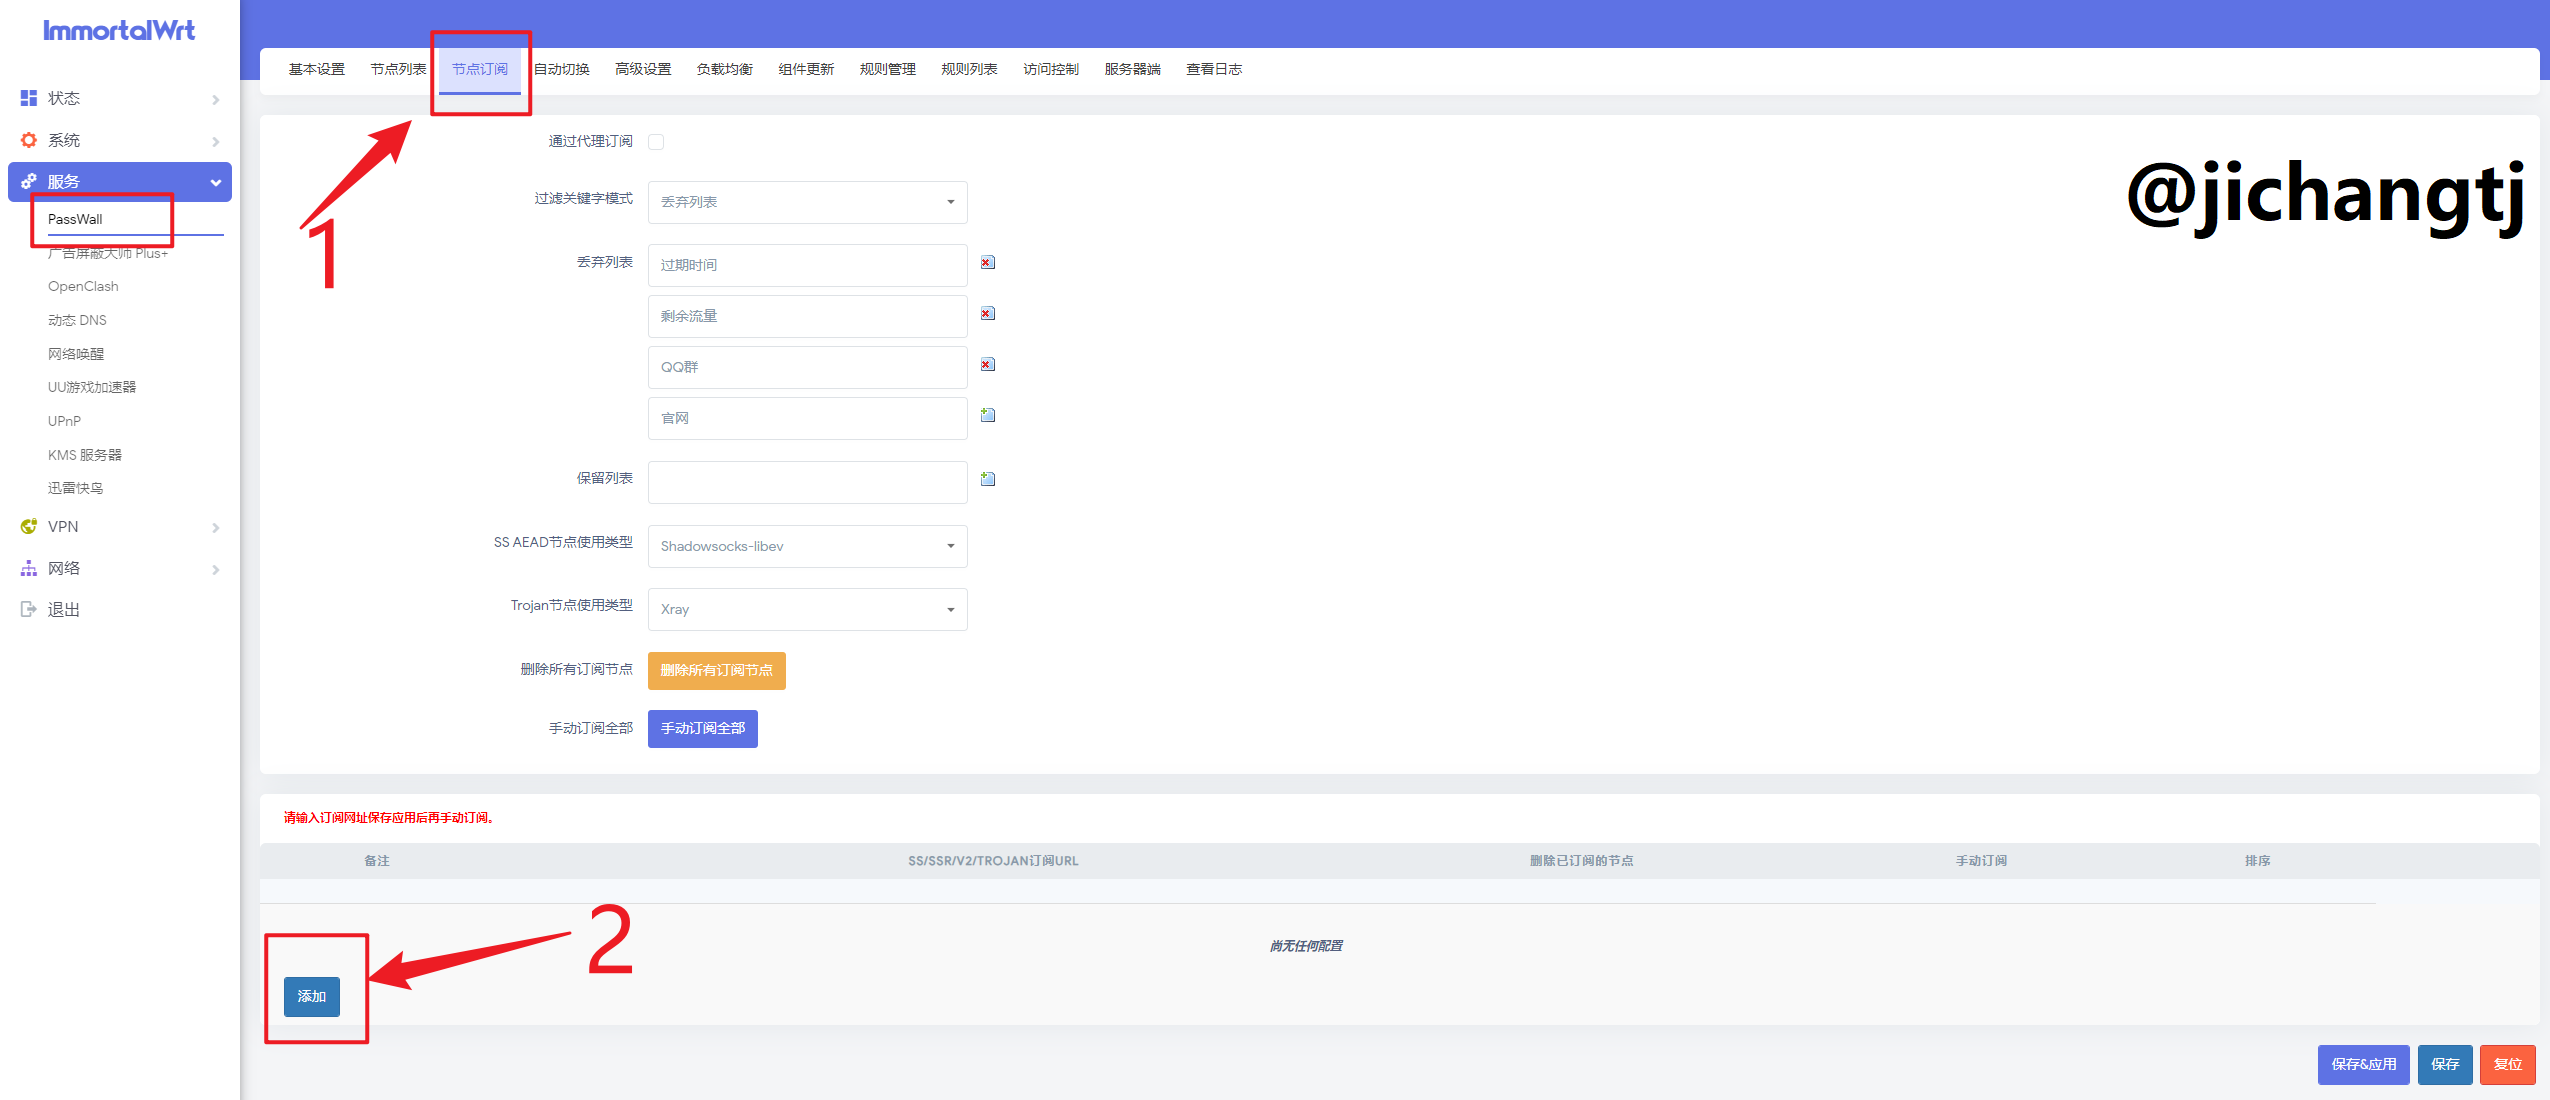 ImmortalWrt
状态
系统
服务
PassWall
广告屏蔽大师 Plus+
OpenClash
动态 DNS
网络唤醒
UU游戏加速器
UPnP
KMS 服务器
迅雷快鸟
VPN
网络
退出
基本设置 节点列表 节点订阅 自动切换 高级设置 负载均衡 组件更新 规则管理 规则列表 访问控制 服务器端 查看日志
1
@jichangtj
通过代理订阅
过滤关键字模式 丢弃列表
丢弃列表 过期时间
剩余流量
QQ群
官网
保留列表
SS AEAD节点使用类型 Shadowsocks-libev
Trojan节点使用类型 Xray
删除所有订阅节点 删除所有订阅节点
手动订阅全部 手动订阅全部
请输入订阅网址保存应用后再手动订阅。
备注 SS/SSR/V2/TROJAN订阅URL 删除已订阅的节点 手动订阅 排序
2
尚无任何配置
添加
保存&应用 保存 复位